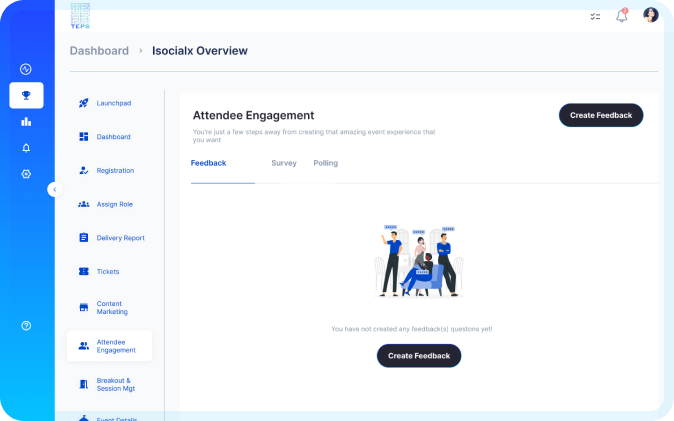 TEPS
Dashboard > Isocialx Overview
Launchpad
Dashboard
Registration
Assign Role
Delivery Report
Tickets
Content
Marketing
Attendee
Engagement
Breakout &
Session Mgt
Event Details
Attendee Engagement
Create Feedback
You're just a few steps away from creating that amazing event experience that
you want
Feedback Survey Polling
You have not created any feedback(s) questons yet!
Create Feedback